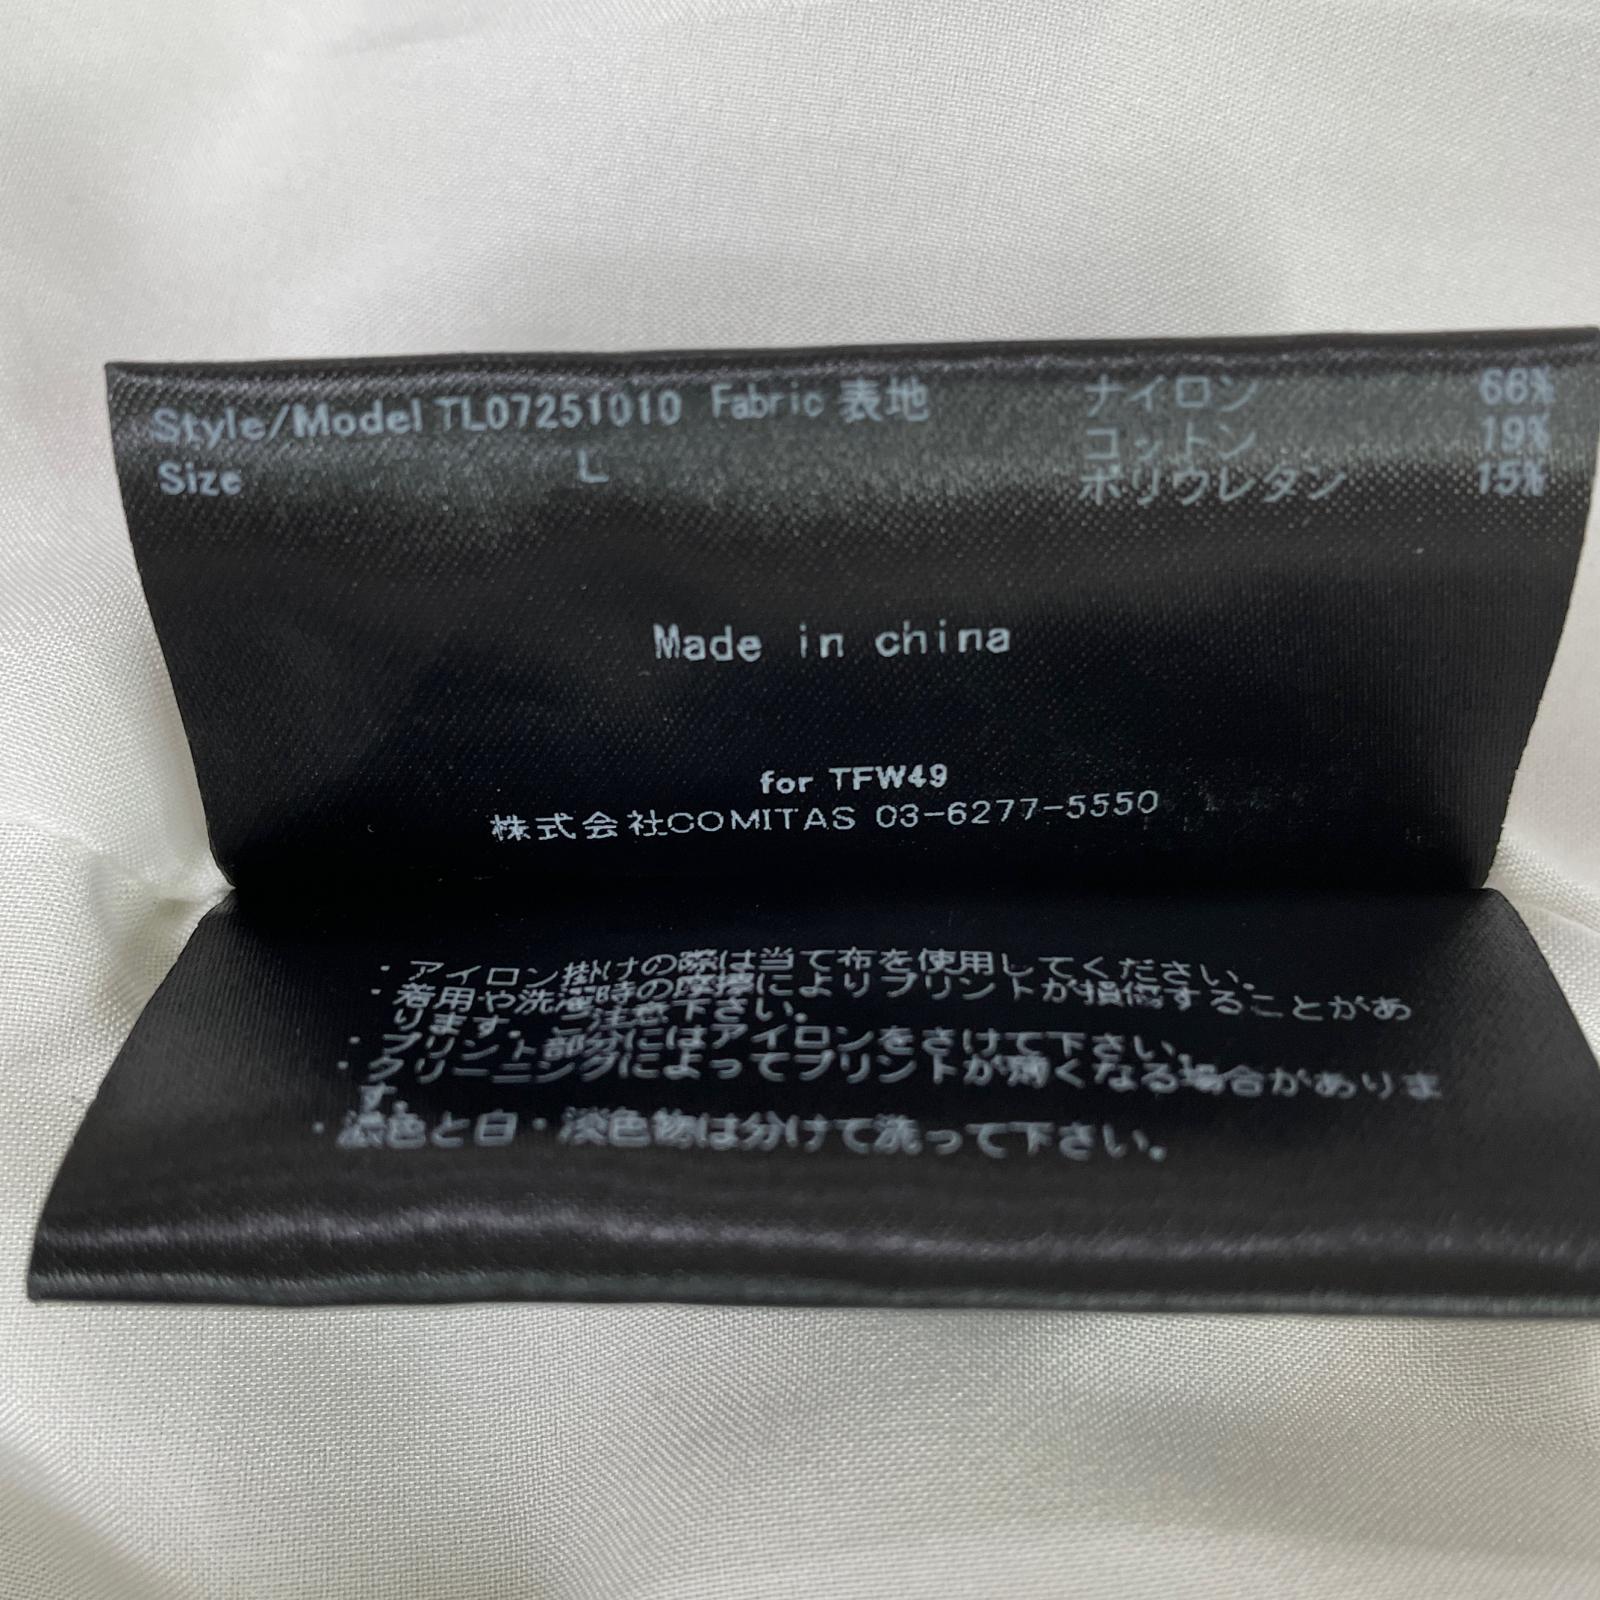 Style/Model TL07251010 Fabric 表地 ナイロン 66%
コットン 19%
Size L ポリウレタン 15%
Made in china
for TFW49
株式会社COMITAS 03-6277-5550
・アイロン掛けの際は当て布を使用してください。
・着用や洗濯時の摩擦によりプリントが損傷することがあ
ります。ご注意下さい。
・プリント部分にはアイロンをさけて下さい。
・クリーニングによってプリントが薄くなる場合がありま
す。
・濃色と白・淡色物は分けて洗って下さい。